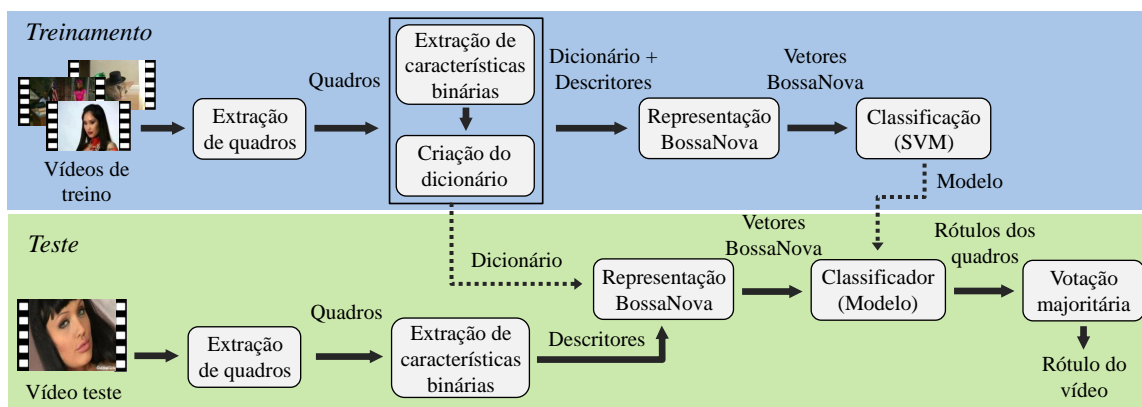 Treinamento
Vídeos de
treino
Extração
de quadros
Quadros
Extração de
características
binárias
Criação do
dicionário
Dicionário +
Descritores
Representação
BossaNova
Vetores
BossaNova
Classificação
(SVM)
Modelo
Teste
Vídeo teste
Extração
de quadros
Quadros
Extração de
características
binárias
Dicionário
Descritores
Representação
BossaNova
Vetores
BossaNova
Classificador
(Modelo)
Rótulos dos
quadros
Votação
majoritária
Rótulo do
vídeo